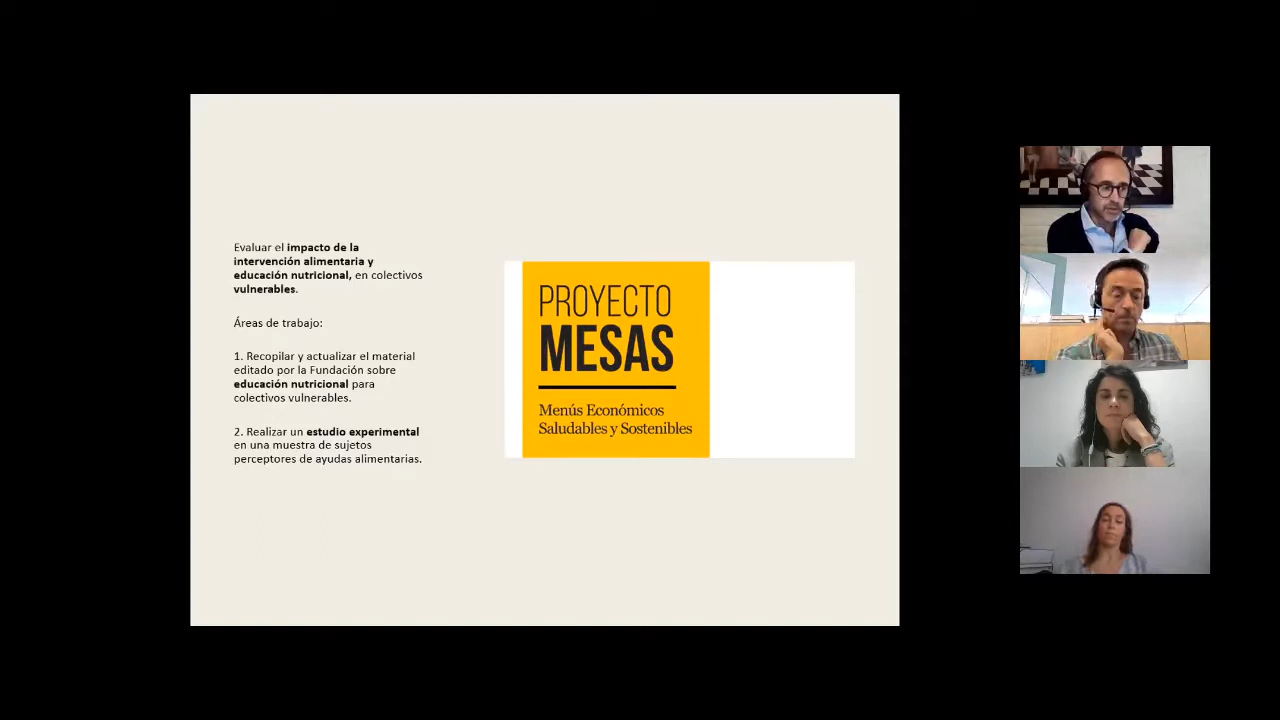 Evaluar el impacto de la
intervención alimentaria y
educación nutricional, en colectivos
vulnerables.
Áreas de trabajo:
1. Recopilar y actualizar el material
editado por la Fundación sobre
educación nutricional para
colectivos vulnerables.
2. Realizar un estudio experimental
en una muestra de sujetos
perceptores de ayudas alimentarias.
PROYECTO
MESAS
Menús Económicos
Saludables y Sostenibles